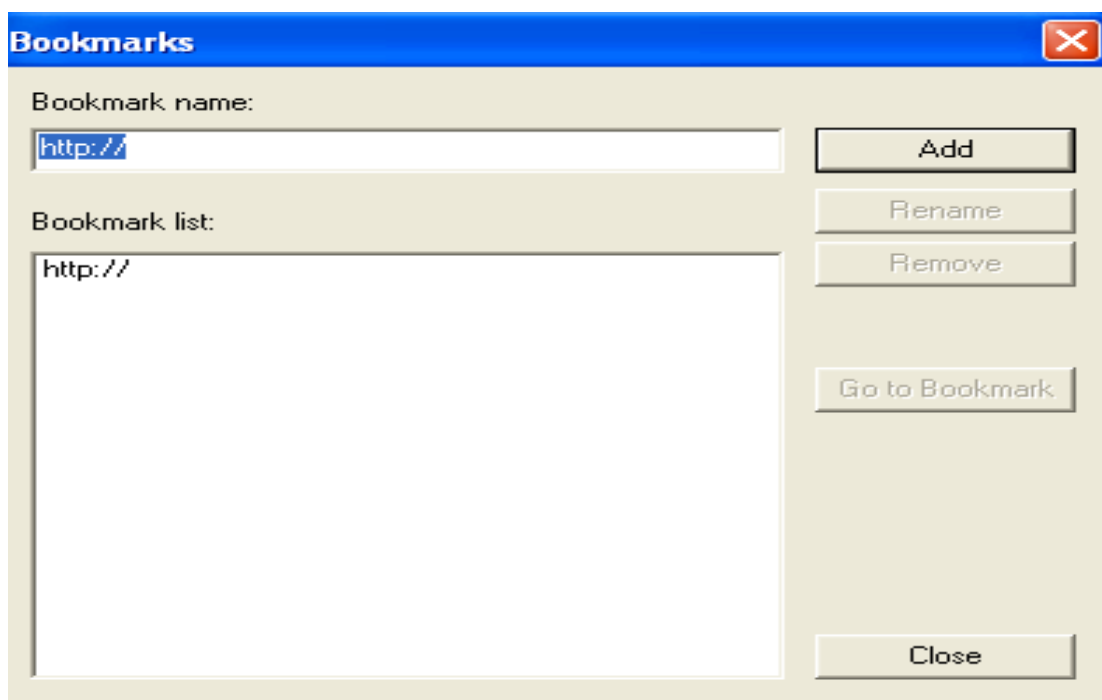 Bookmarks
Bookmark name:
http://
Add
Rename
Bookmark list:
http://
Remove
Go to Bookmark
Close